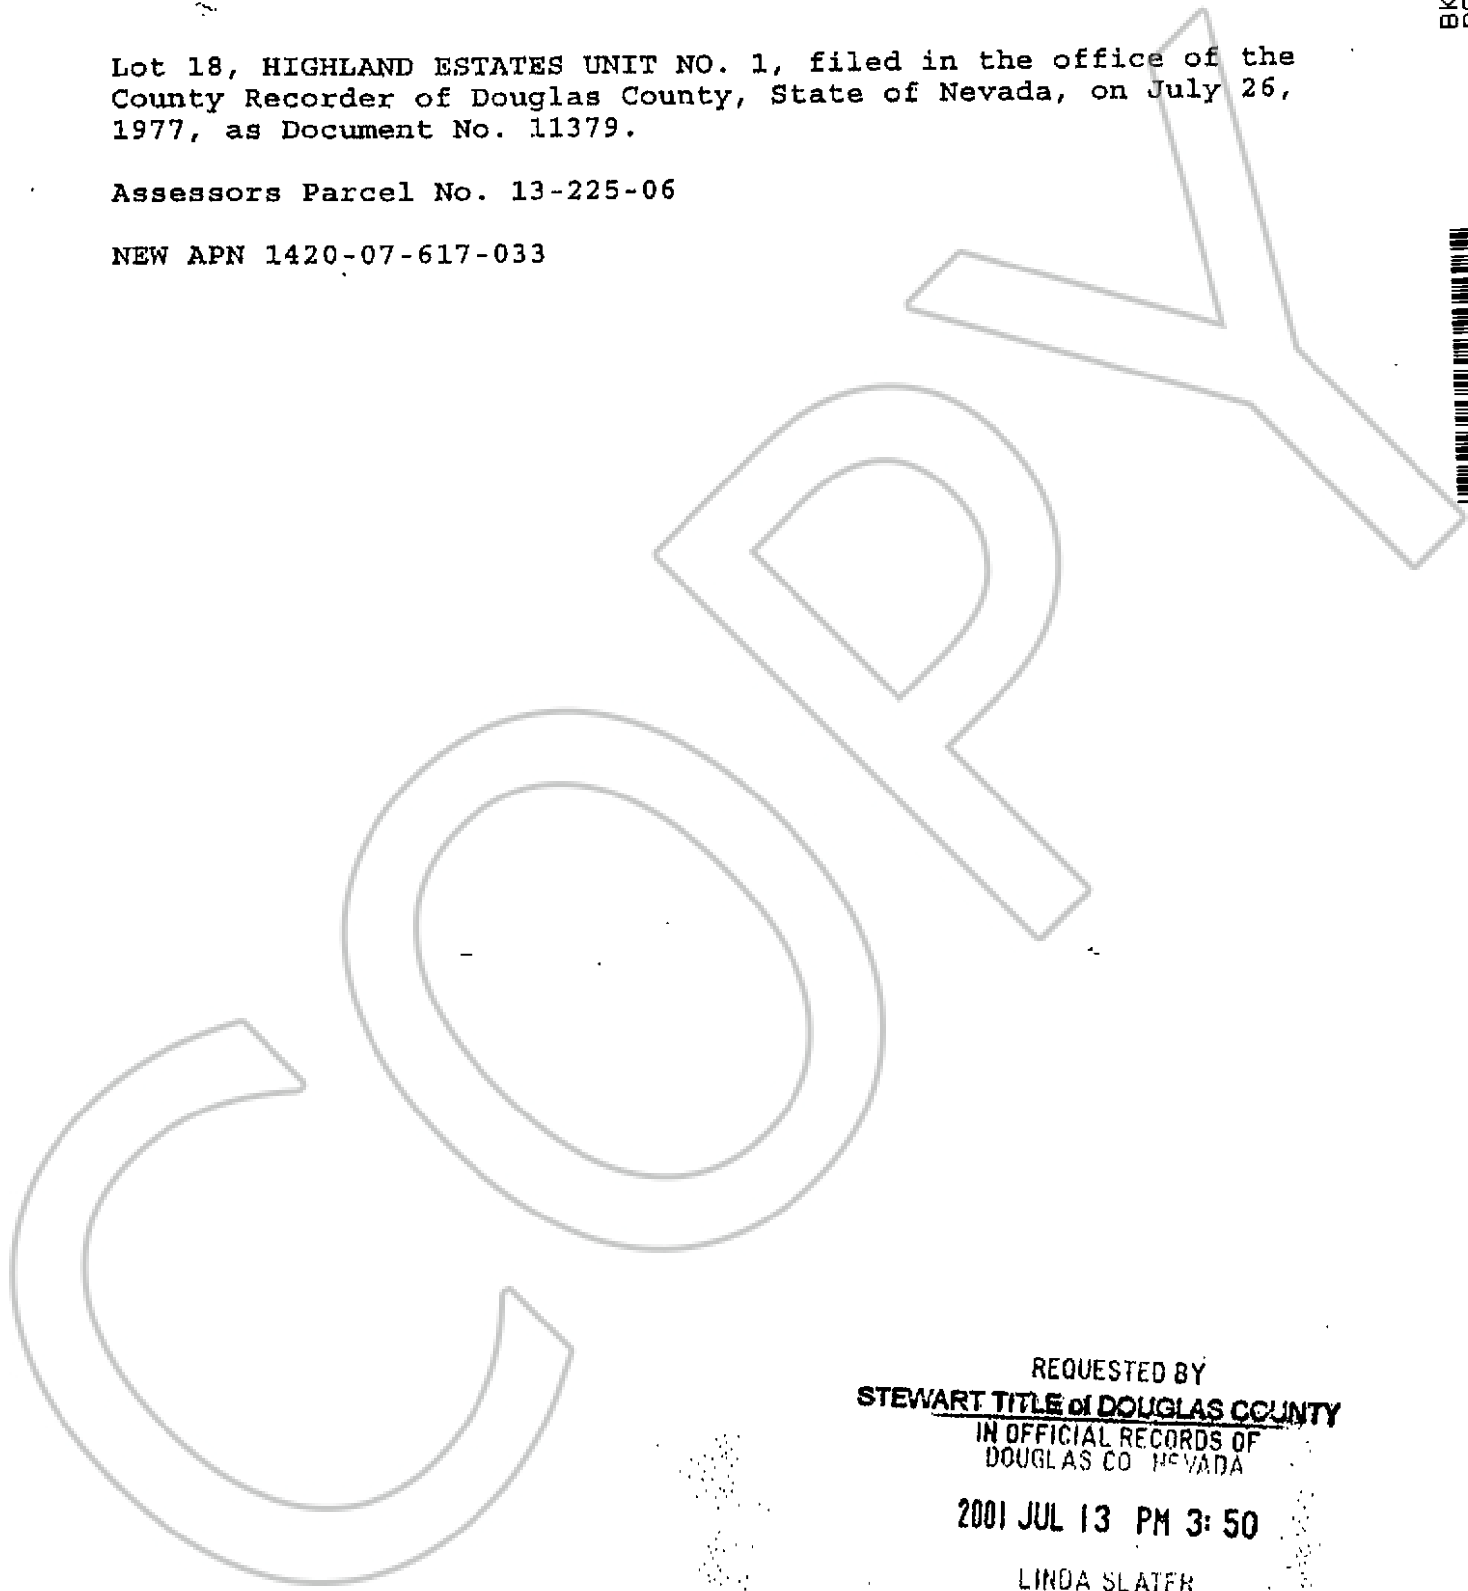 Lot 18, HIGHLAND ESTATES UNIT NO. 1, filed in the office of the
County Recorder of Douglas County, State of Nevada, on July 26,
1977, as Document No. 11379.
Assessors Parcel No. 13-225-06
NEW APN 1420-07-617-033
COPY
REQUESTED BY
STEWART TITLE of DOUGLAS COUNTY
IN OFFICIAL RECORDS OF
DOUGLAS CO NEVADA
2001 JUL 13 PM 3:50
LINDA SLATER